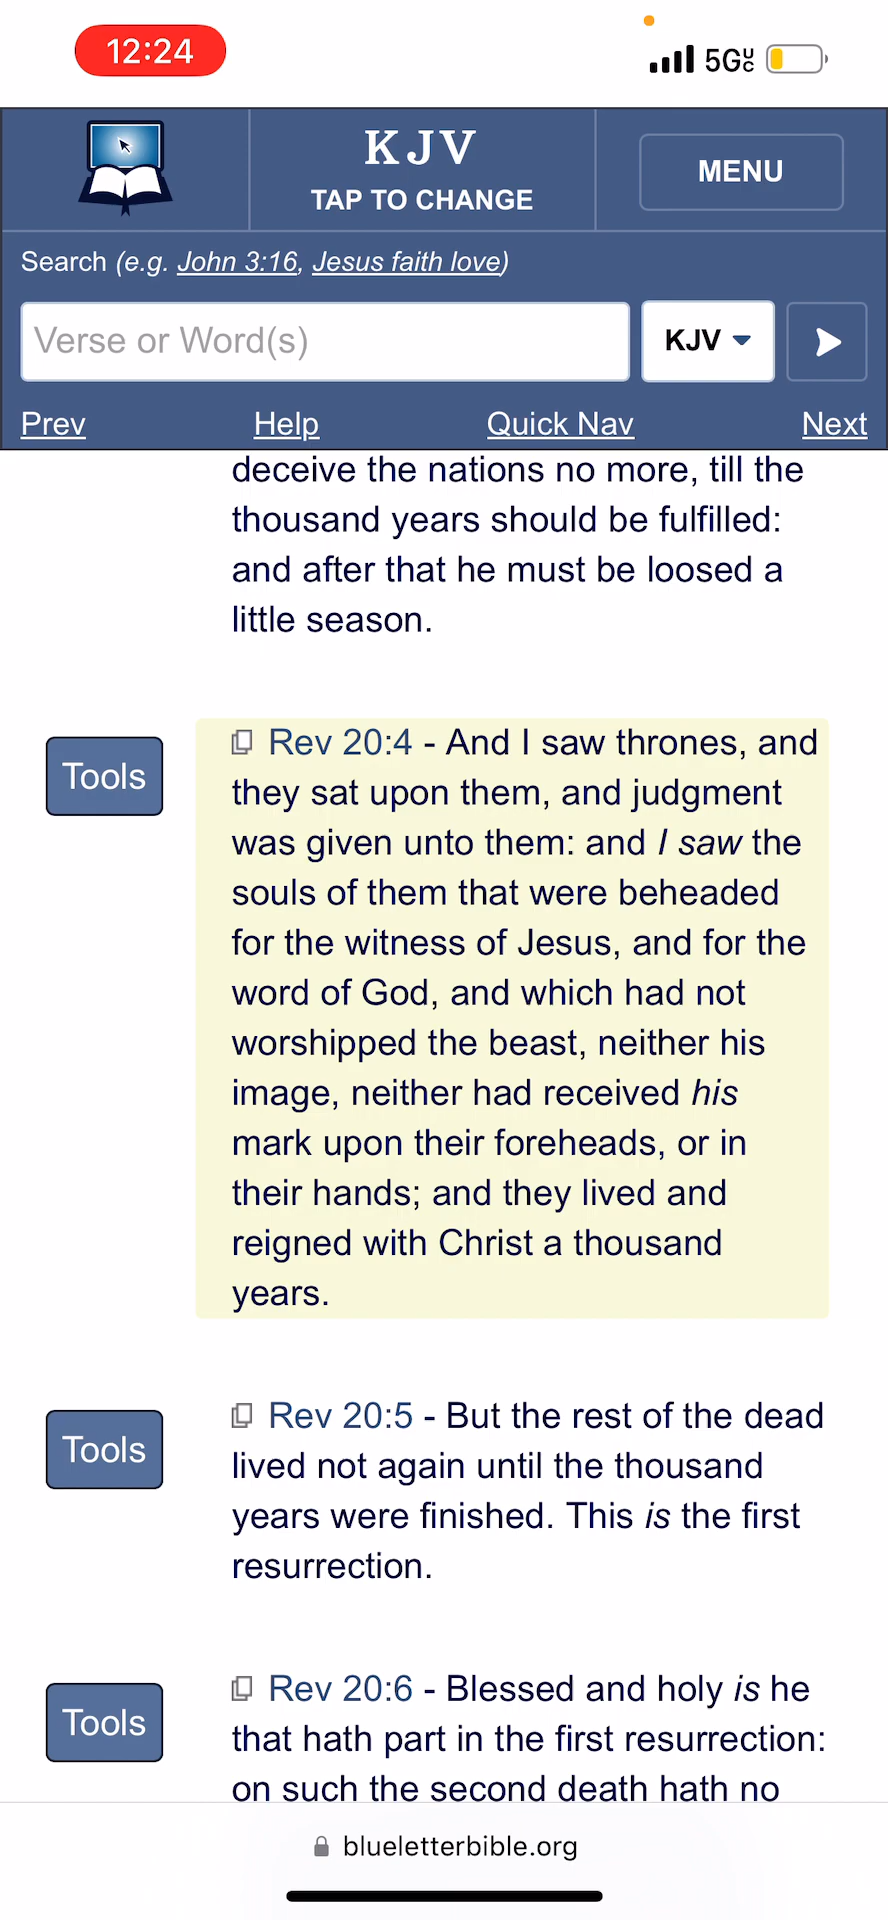 12:24
5G UC
KJV
TAP TO CHANGE
MENU
Search (e.g. John 3:16, Jesus faith love)
Verse or Word(s)
KJV
Prev
Help
Quick Nav
Next
deceive the nations no more, till the
thousand years should be fulfilled:
and after that he must be loosed a
little season.
Tools
Rev 20:4 - And I saw thrones, and
they sat upon them, and judgment
was given unto them: and I saw the
souls of them that were beheaded
for the witness of Jesus, and for the
word of God, and which had not
worshipped the beast, neither his
image, neither had received his
mark upon their foreheads, or in
their hands; and they lived and
reigned with Christ a thousand
years.
Tools
Rev 20:5 - But the rest of the dead
lived not again until the thousand
years were finished. This is the first
resurrection.
Tools
Rev 20:6 - Blessed and holy is he
that hath part in the first resurrection:
on such the second death hath no
blueletterbible.org